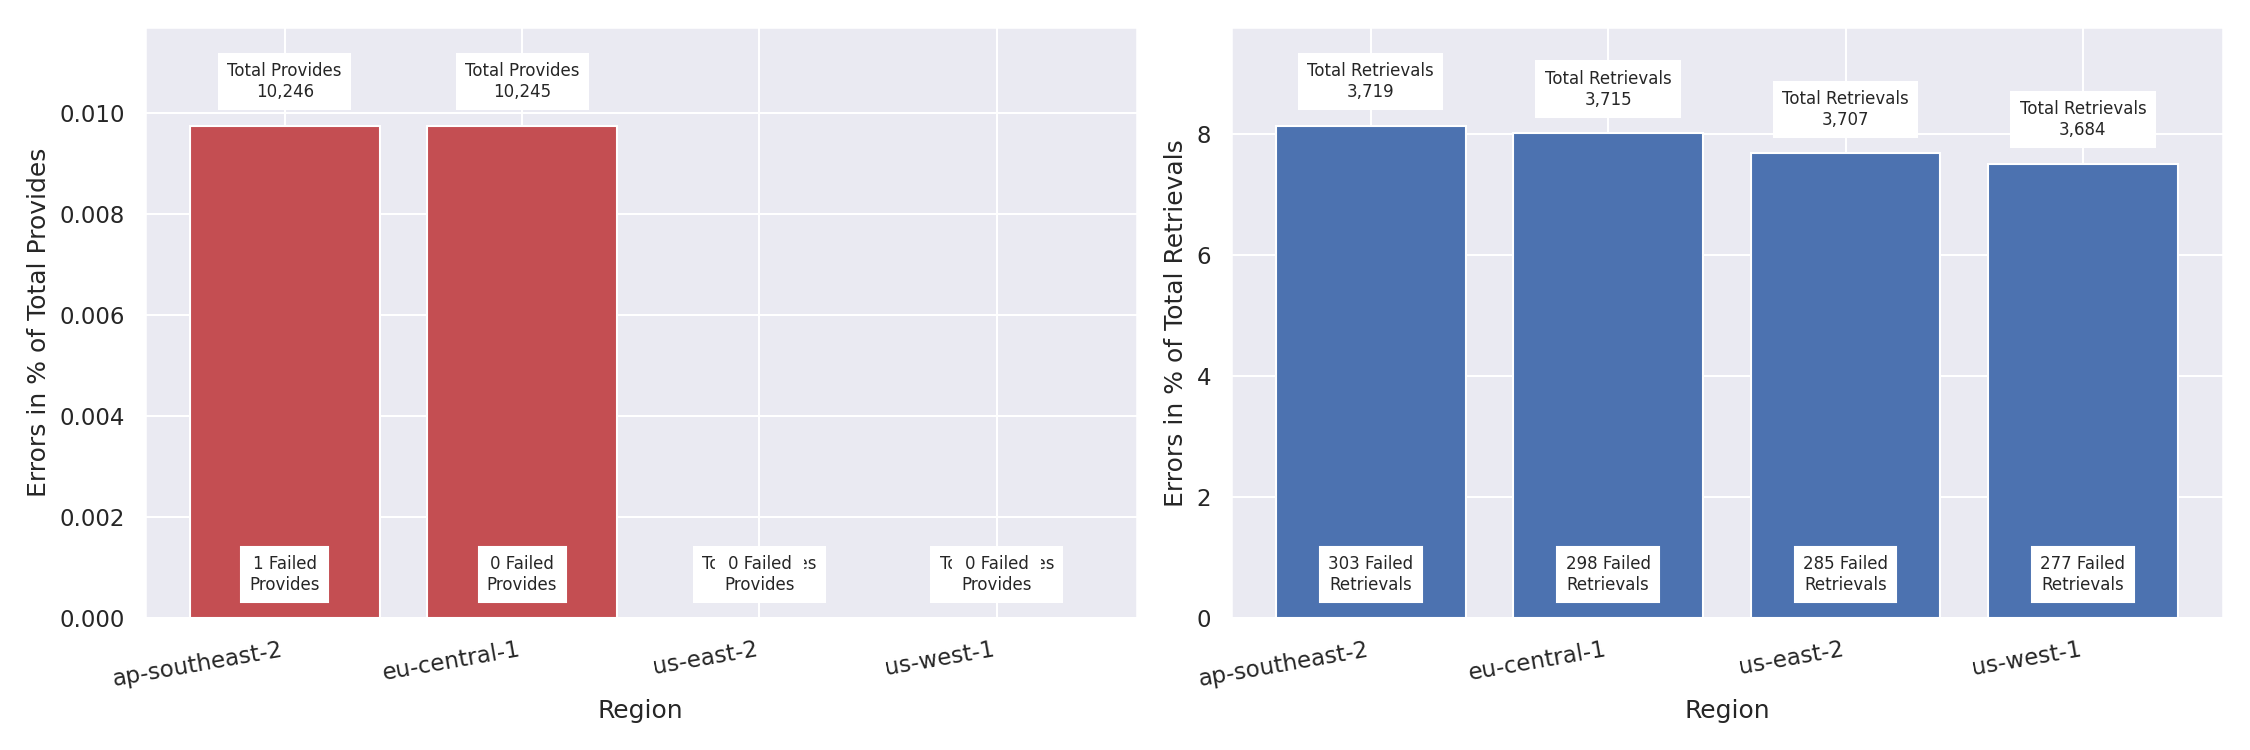 Errors in % of Total Provides
0.010
0.008
0.006
0.004
0.002
0.000
Total Provides
10,246
Total Provides
10,245
1 Failed
Provides
0 Failed
Provides
0 Failed
Provides
0 Failed
Provides
ap-southeast-2
eu-central-1
us-east-2
us-west-1
Region
Errors in % of Total Retrievals
8
6
4
2
0
Total Retrievals
3,719
Total Retrievals
3,715
Total Retrievals
3,707
Total Retrievals
3,684
303 Failed
Retrievals
298 Failed
Retrievals
285 Failed
Retrievals
277 Failed
Retrievals
ap-southeast-2
eu-central-1
us-east-2
us-west-1
Region